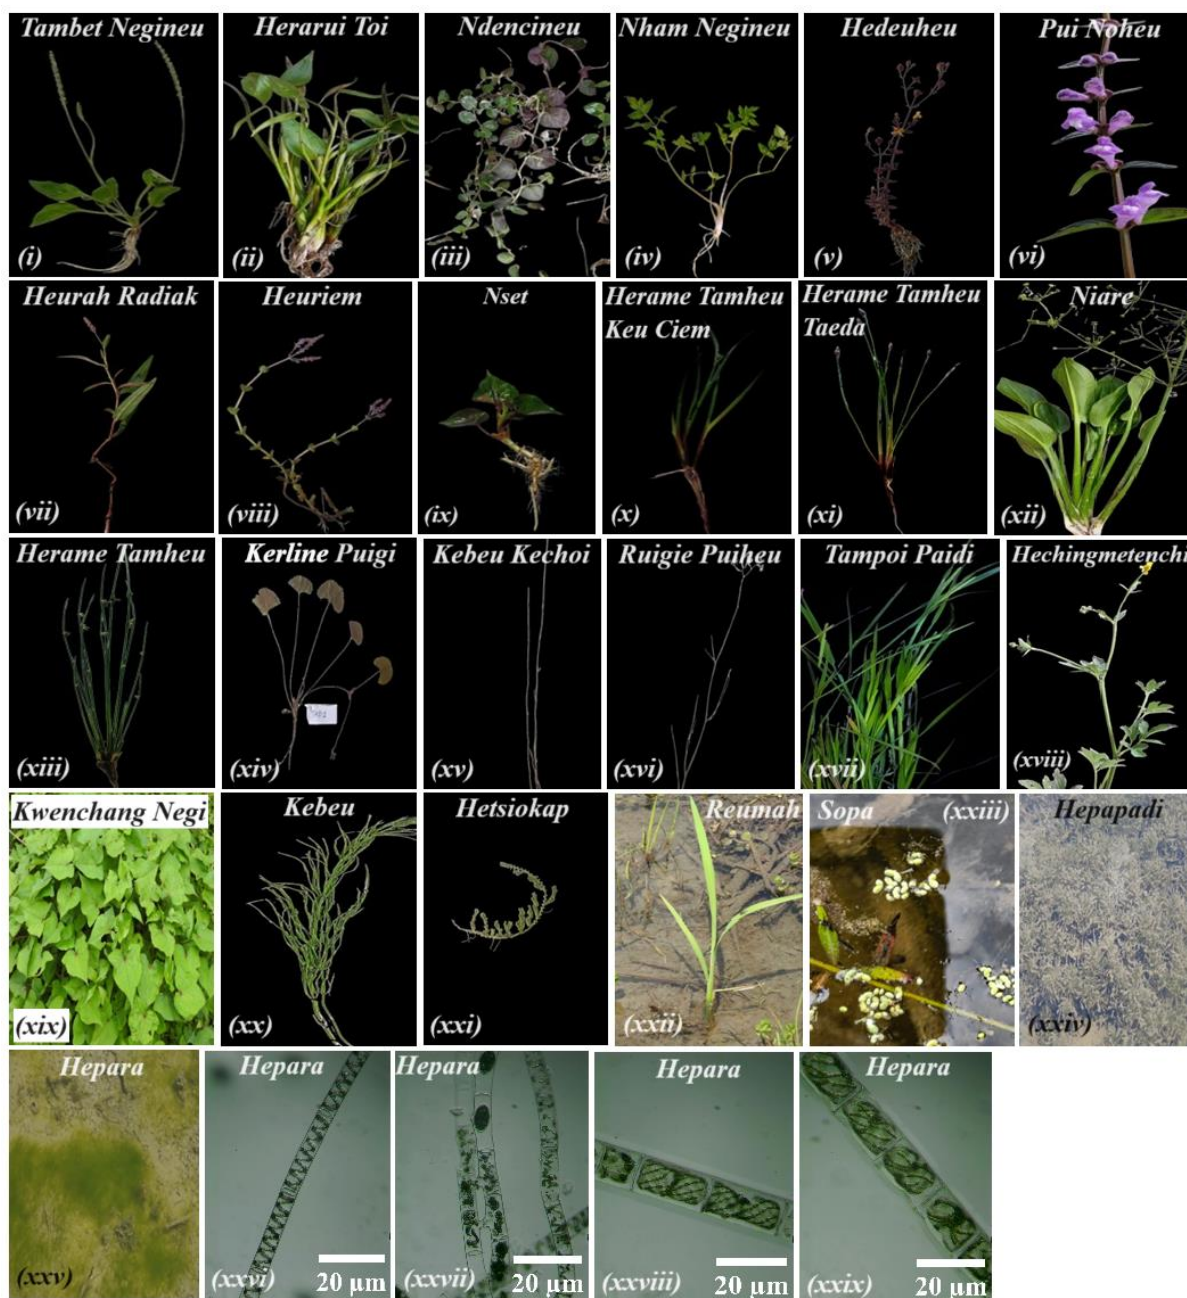 Tambet Negineu
(i)
Herarui Toi
(ii)
Ndencineu
(iii)
Nham Negineu
(iv)
Hedeuheu
(v)
Pui Noheu
(vi)
Heurah Radiak
(vii)
Heuriem
(viii)
Nset
(ix)
Herame Tamheu
Keu Ciem
(x)
Herame Tamheu
Taeda
(xi)
Niare
(xii)
Herame Tamheu
(xiii)
Kerline Puigi
(xiv)
Kebeu Kechoi
(xv)
Ruigie Puiheu
(xvi)
Tampoi Paidi
(xvii)
Hechingmetenchi
(xviii)
Kwenchang Negi
(xix)
Kebeu
(xx)
Hetsiokap
(xxi)
Reumah
(xxii)
Sopa
(xxiii)
Hepapadi
(xxiv)
Hepara
(xxv)
Hepara
(xxvi)
20 µm
Hepara
(xxvii)
20 µm
Hepara
(xxviii)
20 µm
Hepara
(xxix)
20 µm